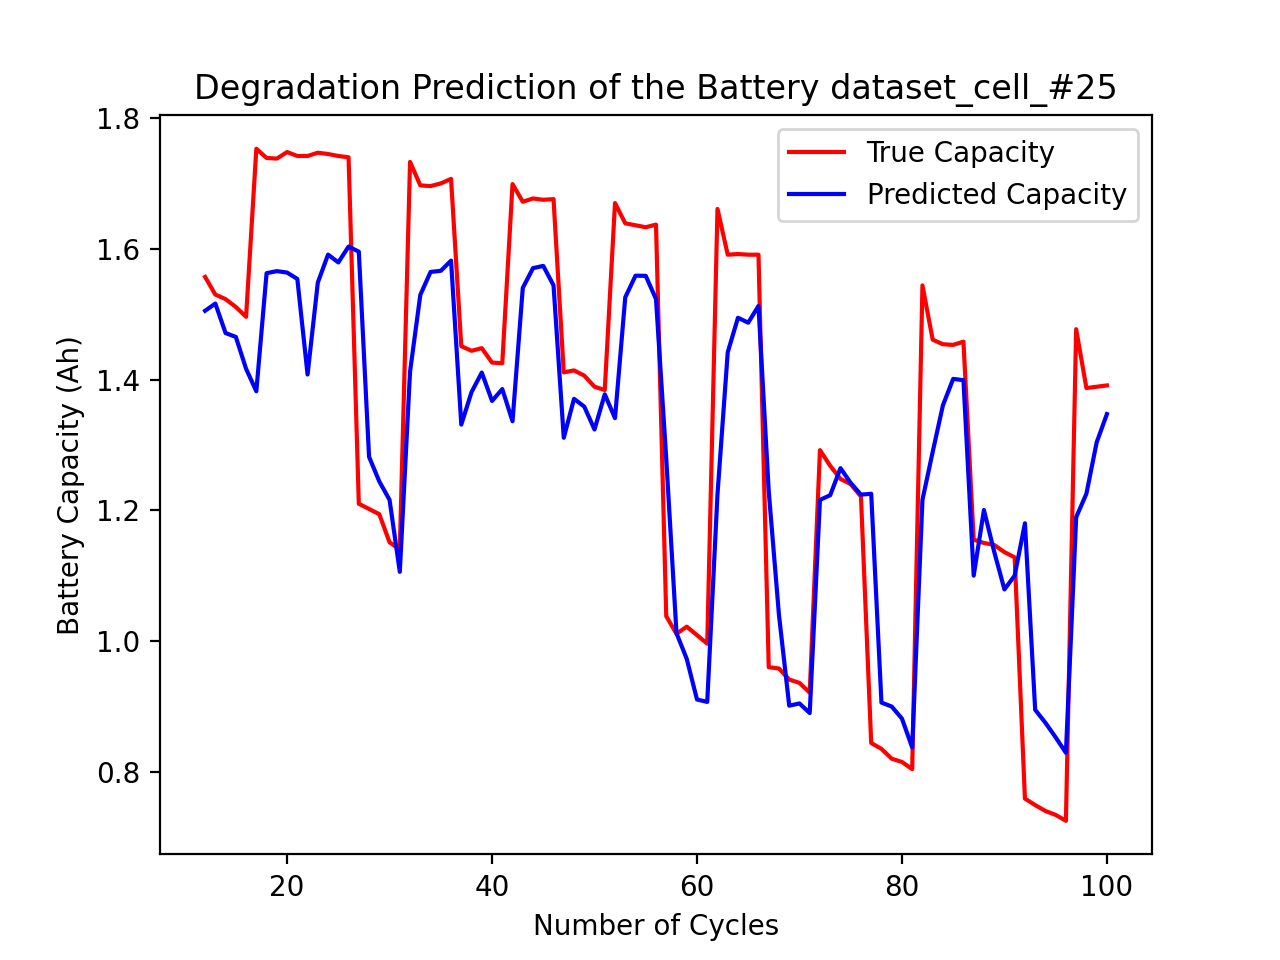 Degradation Prediction of the Battery dataset_cell_#25
True Capacity
Predicted Capacity
1.8
1.6
1.4
1.2
1.0
0.8
Battery Capacity (Ah)
20 40 60 80 100
Number of Cycles